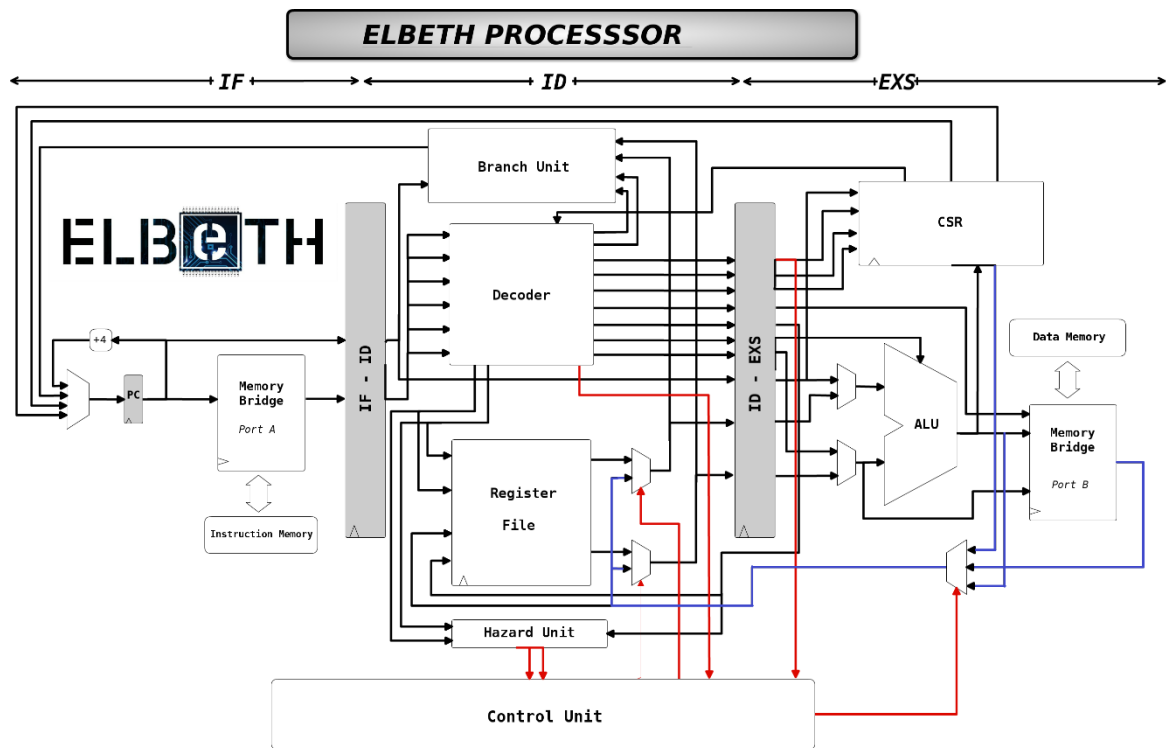 ELBETH PROCESSSOR
IF
ID
EXS
Branch Unit
CSR
ELBeTH
Decoder
Data Memory
+4
IF - ID
ID - EXS
PC
Memory
Bridge
Port A
ALU
Memory
Bridge
Port B
Register
File
Instruction Memory
Hazard Unit
Control Unit